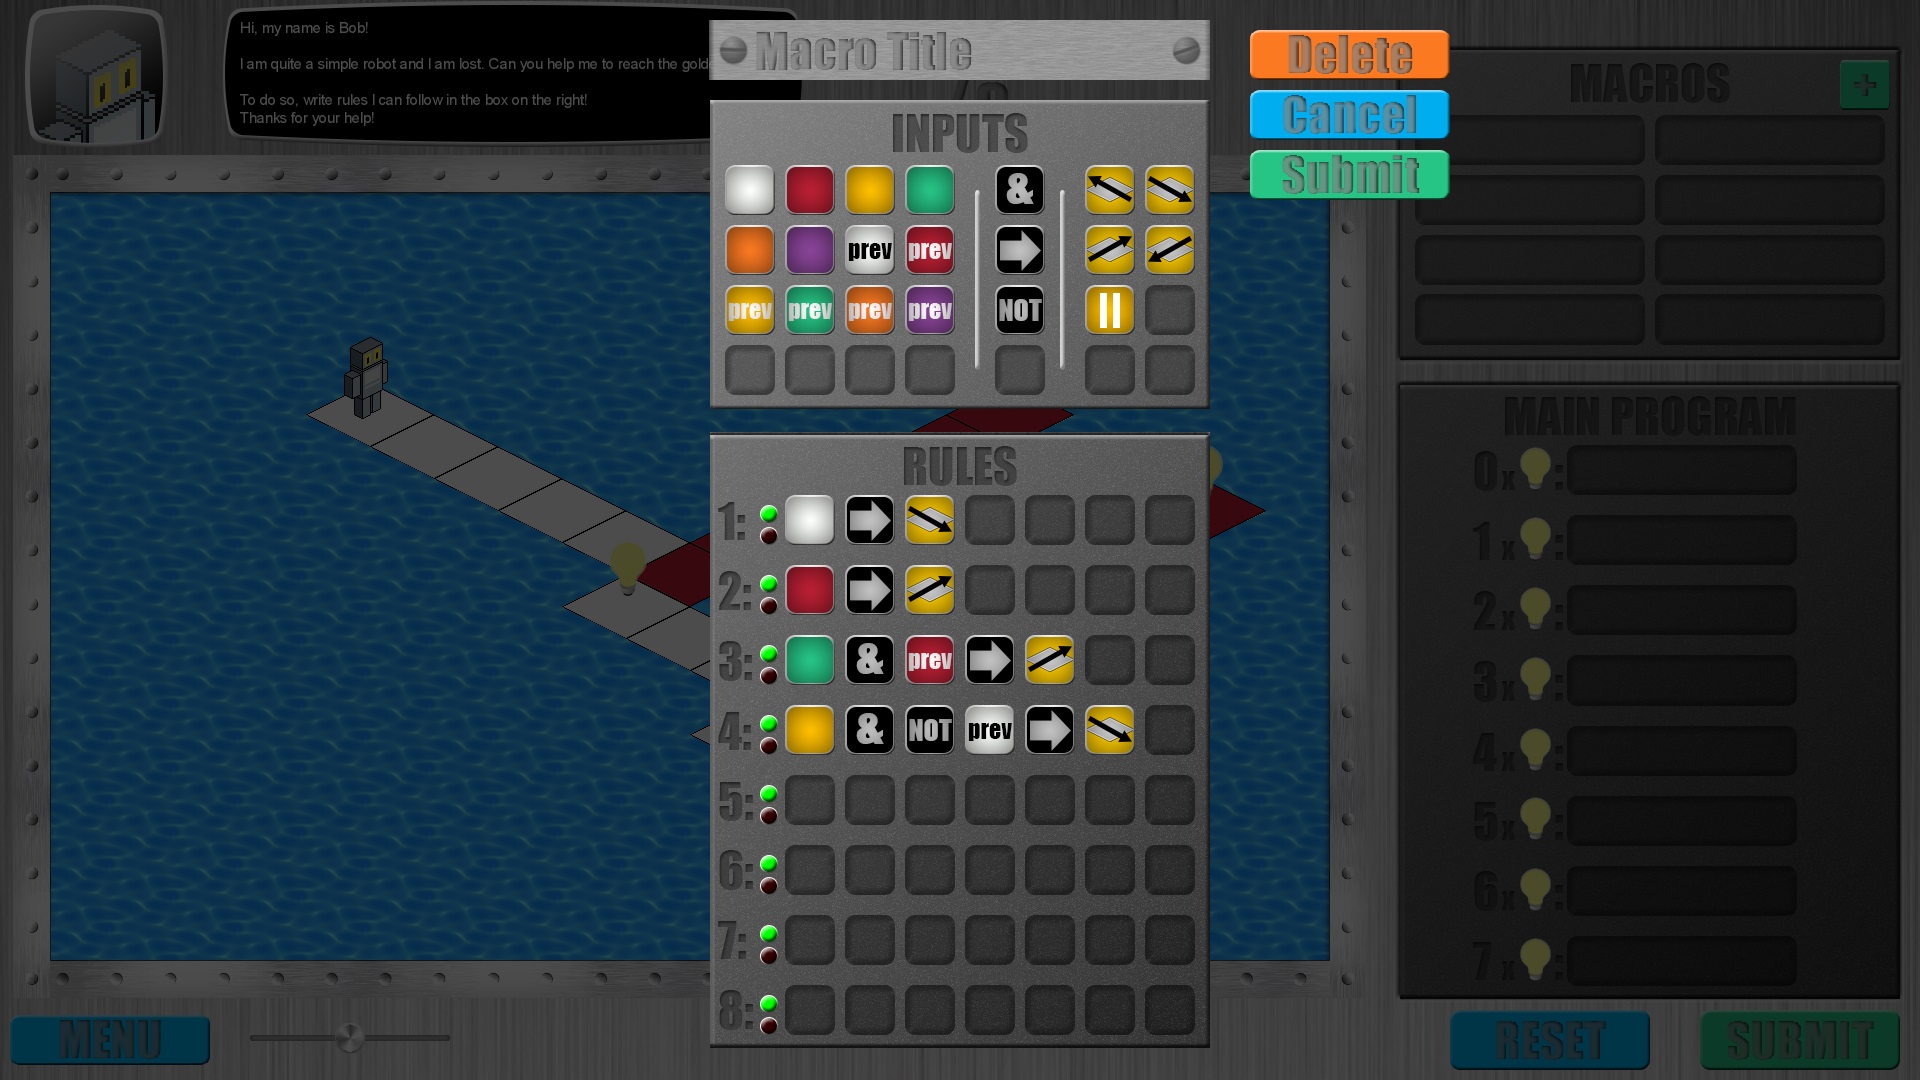 Hi, my name is Bob!
I am quite a simple robot and I am lost. Can you help me to reach the gold
To do so, write rules I can follow in the box on the right!
Thanks for your help!
Macro Title
Delete
Cancel
Submit
MACROS
+
INPUTS
&
prev prev
prev prev prev prev
NOT
RULES
1:
2:
3: & prev
4: & NOT prev
5:
6:
7:
8:
MAIN PROGRAM
0x :
1x :
2x :
3x :
4x :
5x :
6x :
7x :
MENU
RESET
SUBMIT